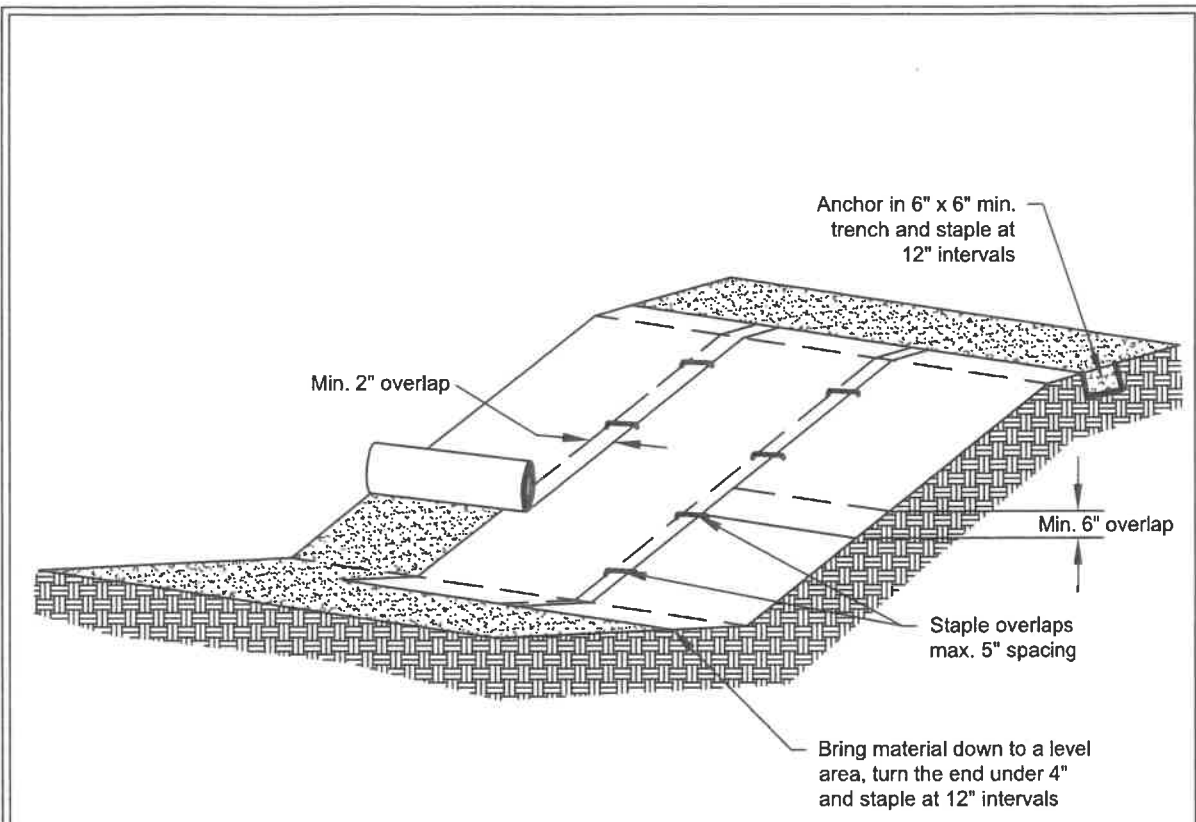 Anchor in 6" x 6" min.
trench and staple at
12" intervals
Min. 2" overlap
Min. 6" overlap
Staple overlaps
max. 5" spacing
Bring material down to a level
area, turn the end under 4"
and staple at 12" intervals